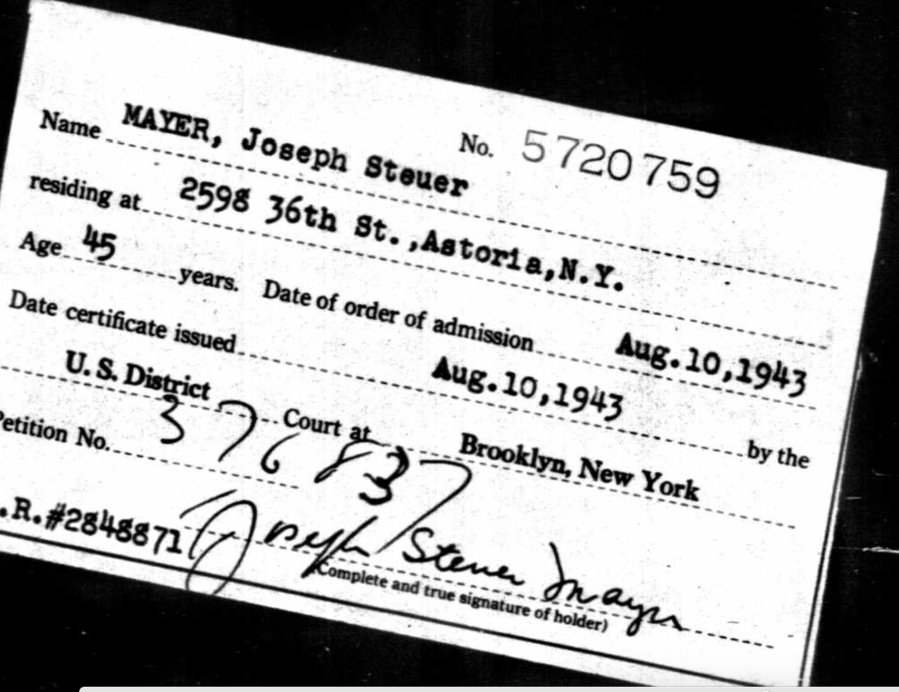 No. 5720759
Name MAYER, Joseph Steuer
residing at 2598 36th St.,Astoria,N.Y.
Age 45 years. Date of order of admission Aug.10,1943
Date certificate issued Aug.10,1943 by the
U. S. District Court at Brooklyn, New York
Petition No. 376837
.R.#2848871
Joseph Steuer Mayer
(Complete and true signature of holder)